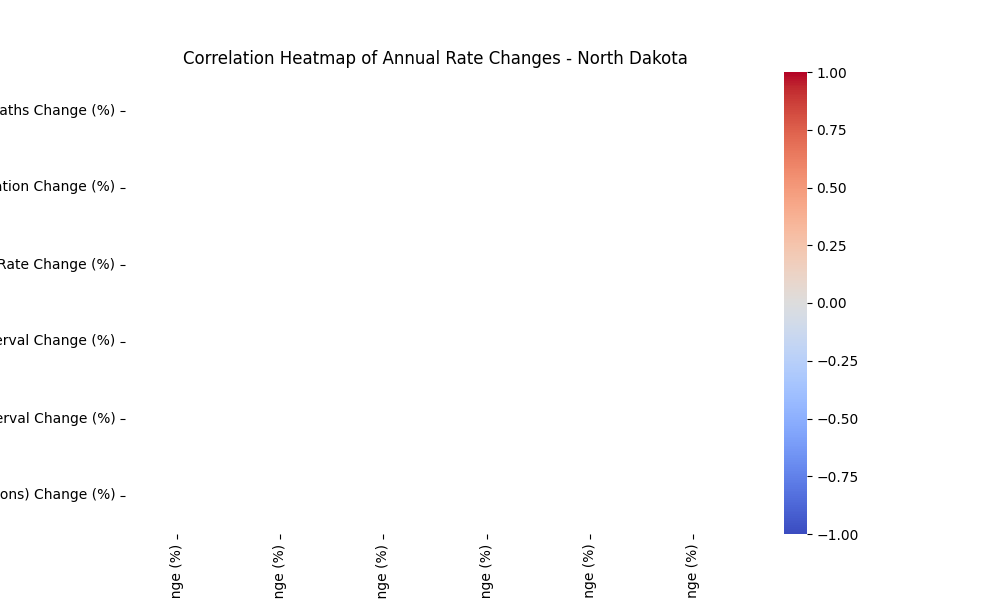 Correlation Heatmap of Annual Rate Changes - North Dakota
aths Change (%)
ation Change (%)
Rate Change (%)
erval Change (%)
erval Change (%)
ons) Change (%)
nge (%)
nge (%)
nge (%)
nge (%)
nge (%)
nge (%)
1.00
0.75
0.50
0.25
0.00
−0.25
−0.50
−0.75
−1.00